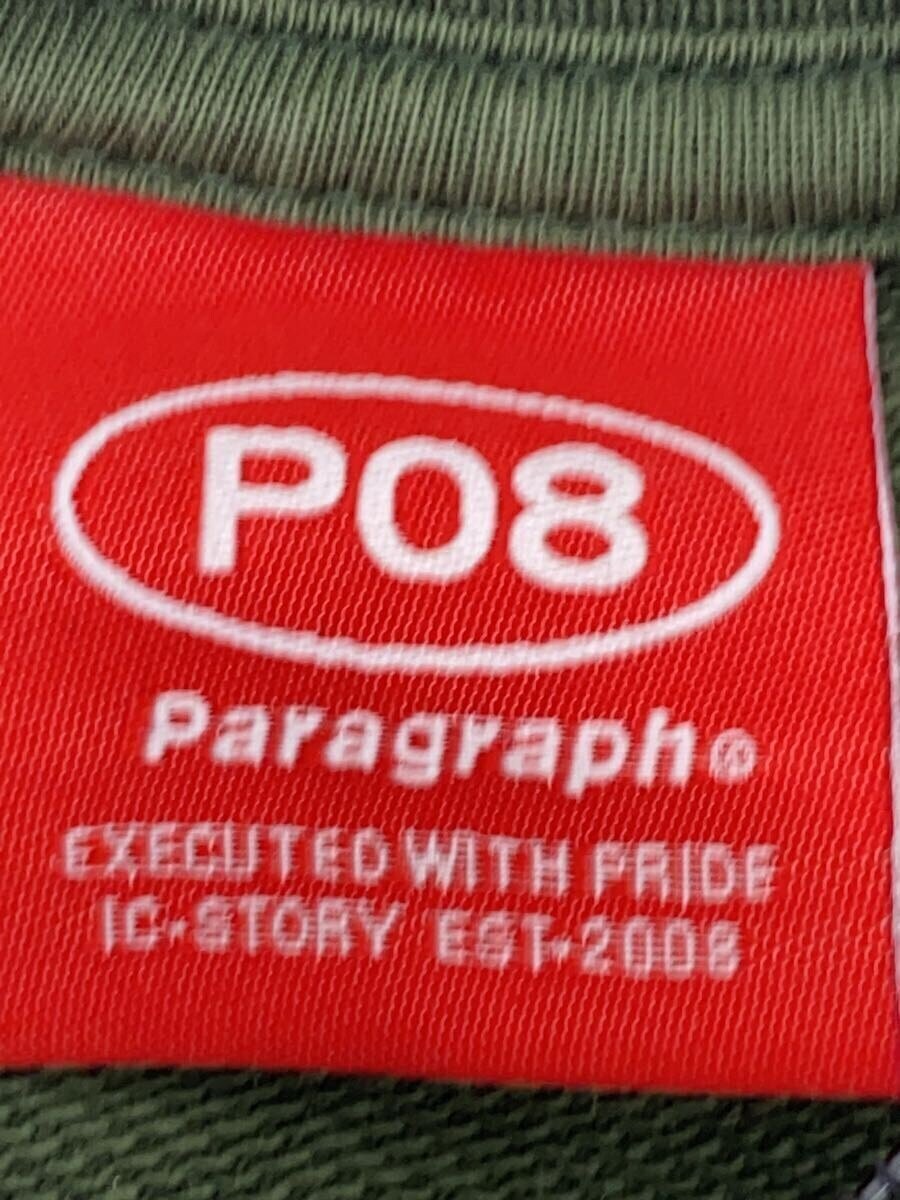 P08
Paragraph®
EXECUTED WITH PRIDE
IC-STORY EST-2008